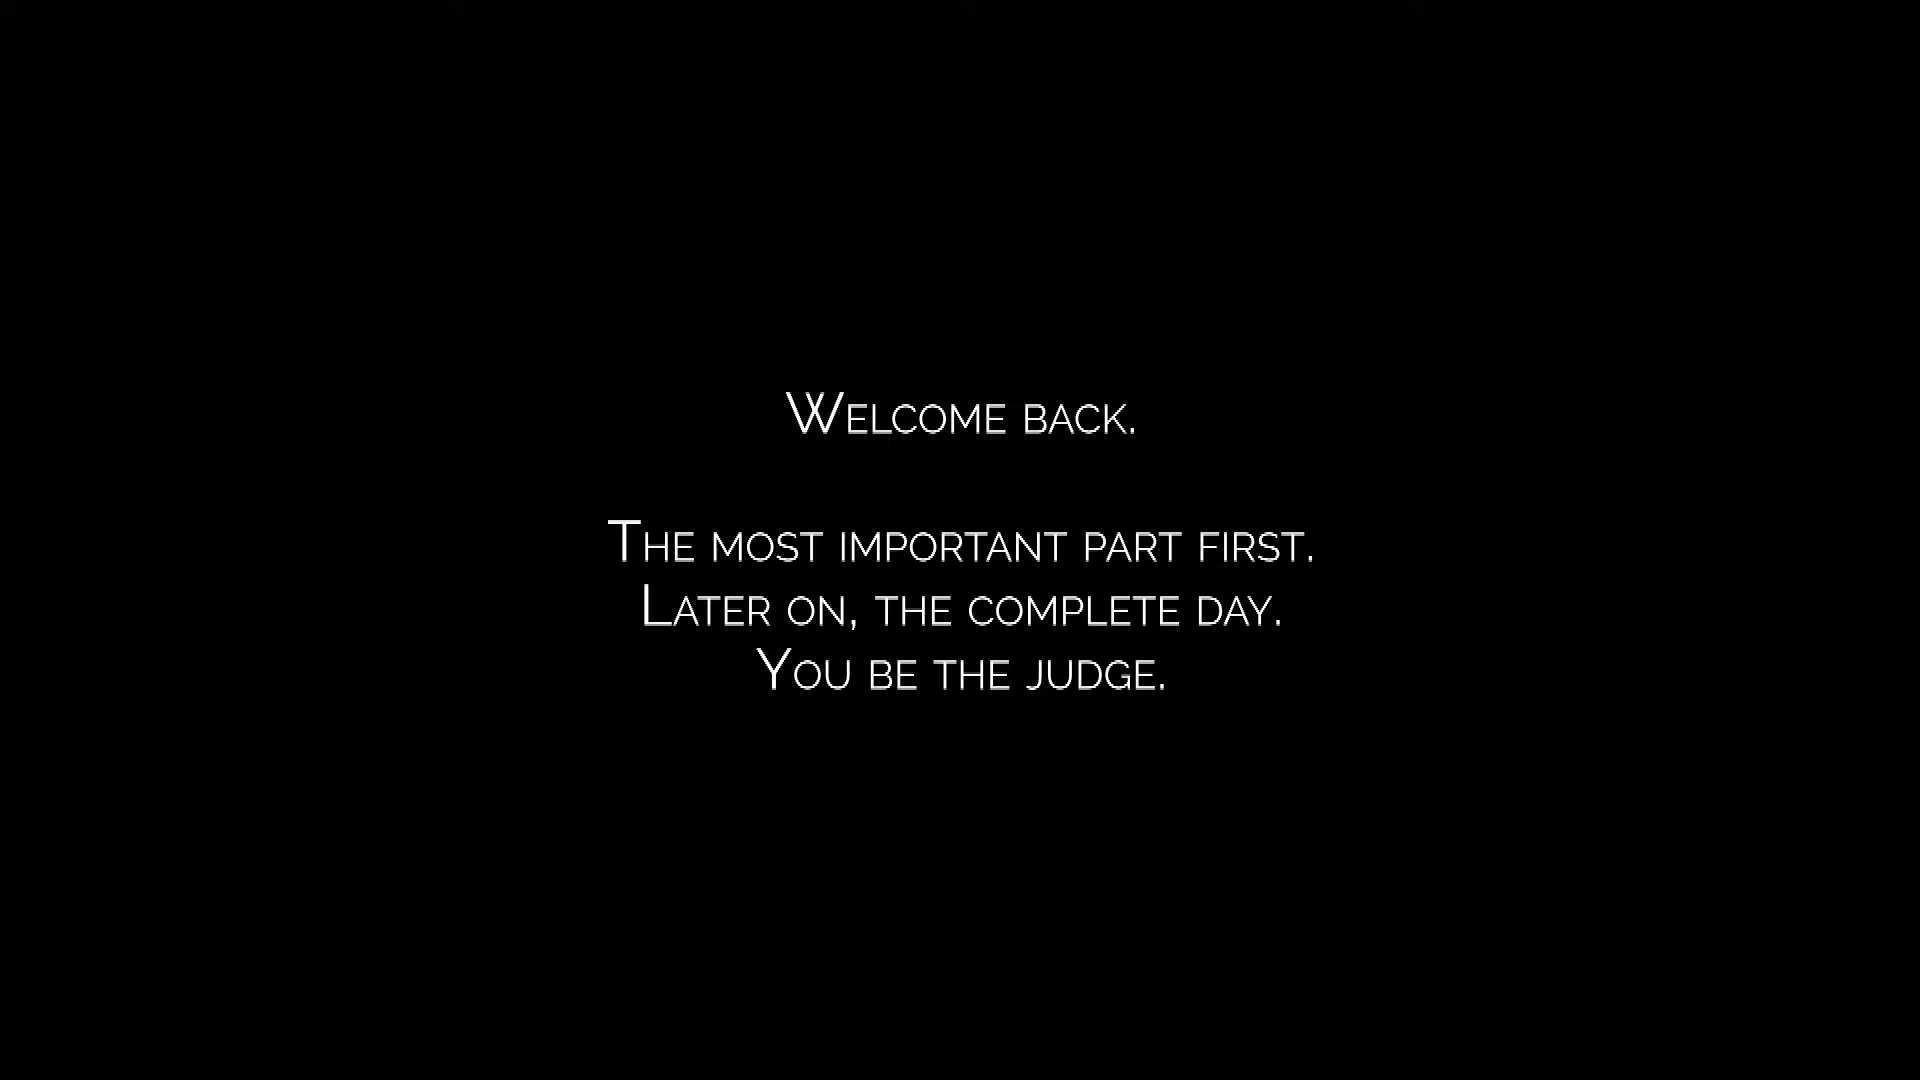 Welcome back.
The most important part first.
Later on, the complete day.
You be the judge.